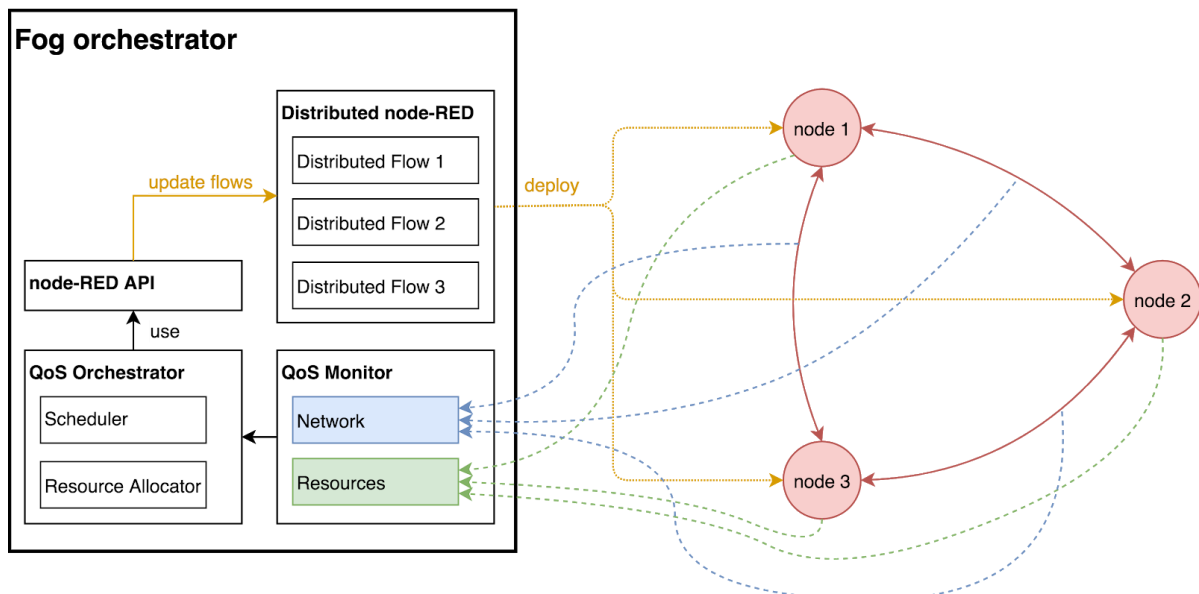 Fog orchestrator
Distributed node-RED
Distributed Flow 1
Distributed Flow 2
Distributed Flow 3
update flows
deploy
node-RED API
use
QoS Orchestrator
Scheduler
Resource Allocator
QoS Monitor
Network
Resources
node 1
node 2
node 3